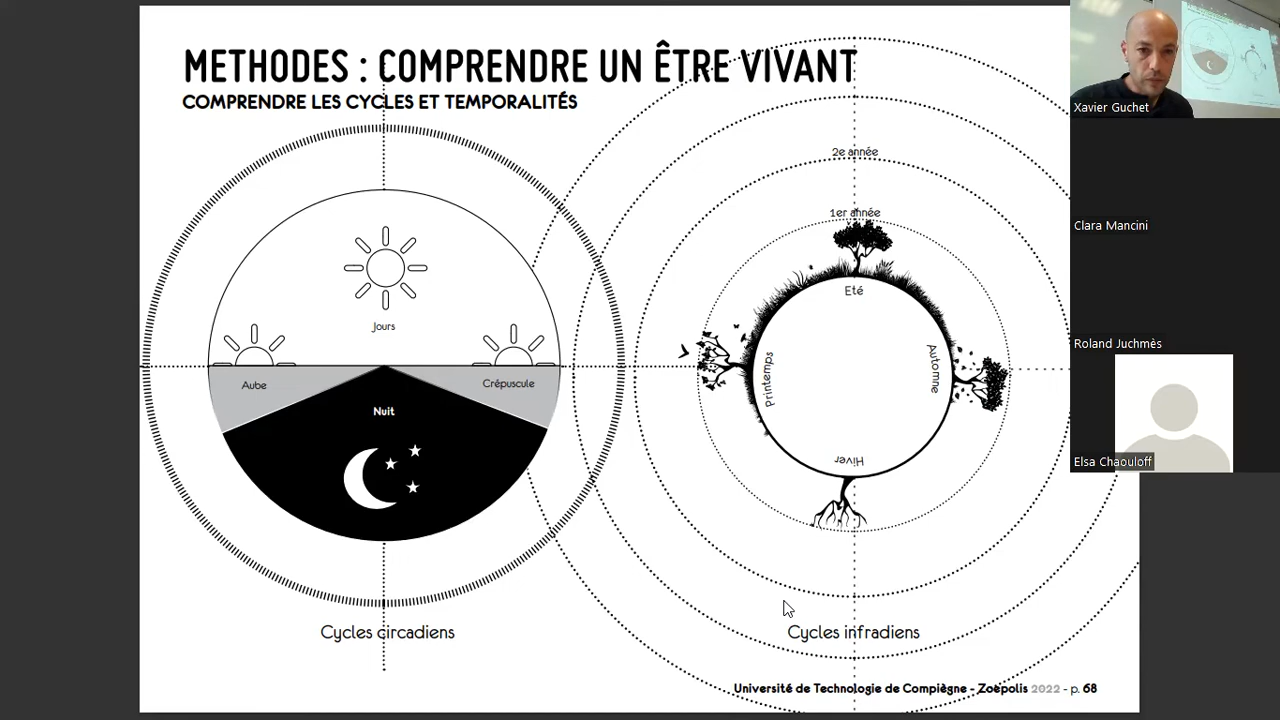 METHODES : COMPRENDRE UN ÊTRE VIVANT
COMPRENDRE LES CYCLES ET TEMPORALITÉS
Jours
Aube
Crépuscule
Nuit
Cycles circadiens
2e année
1er année
Eté
Printemps
Automne
Hiver
Cycles infradiens
Université de Technologie de Compiègne - Zoepolis 2022 - p. 68
Xavier Guchet
Clara Mancini
Roland Juchmès
Elsa Chaouloff